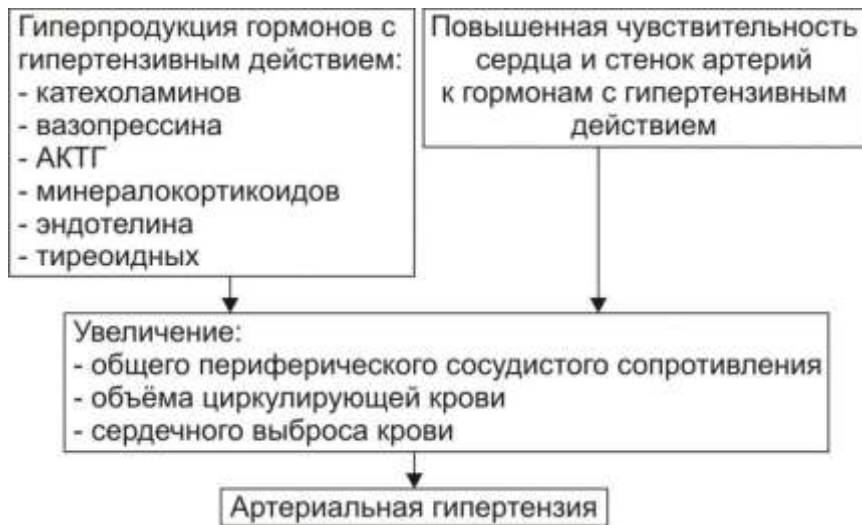 Гиперпродукция гормонов с
гипертензивным действием:
- катехоламинов
- вазопрессина
- АКТГ
- минералокортикоидов
- эндотелина
- тиреоидных
Повышенная чувствительность
сердца и стенок артерий
к гормонам с гипертензивным
действием
Увеличение:
- общего периферического сосудистого сопротивления
- объёма циркулирующей крови
- сердечного выброса крови
Артериальная гипертензия